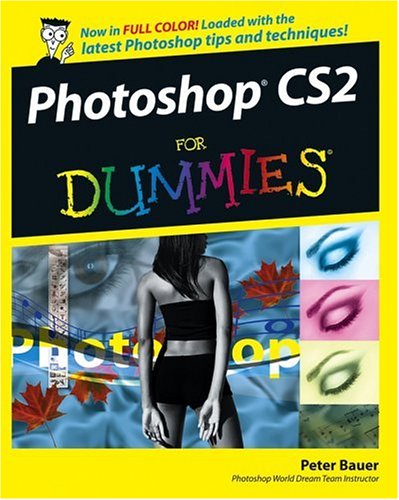 Now in FULL COLOR! Loaded with the
latest Photoshop tips and techniques!
Photoshop® CS2
FOR
DUMMIES®
Photoshop
Peter Bauer
Photoshop World Dream Team Instructor